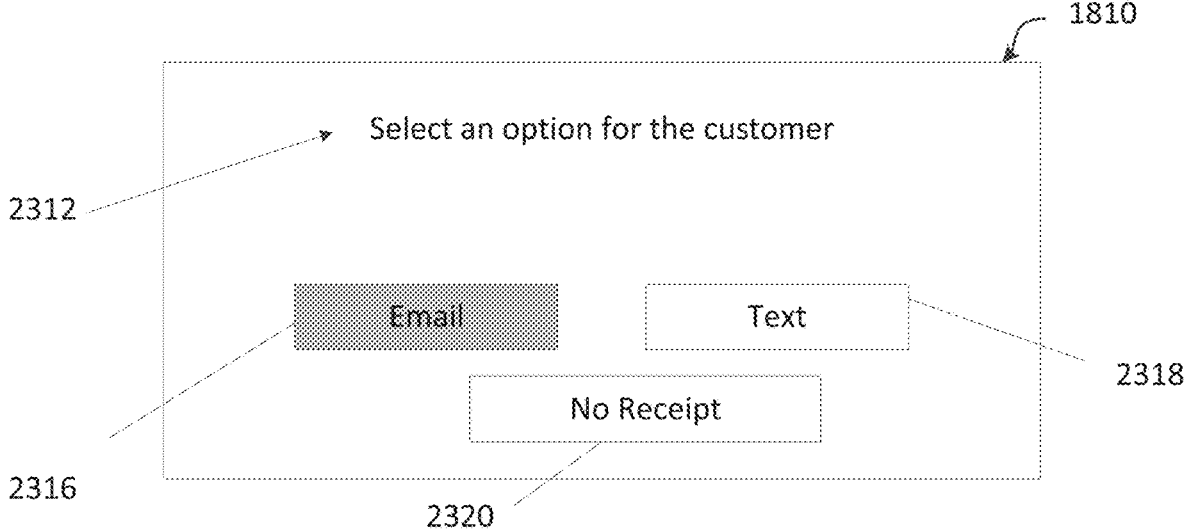 1810
Select an option for the customer
2312
Email
Text
2318
No Receipt
2316
2320